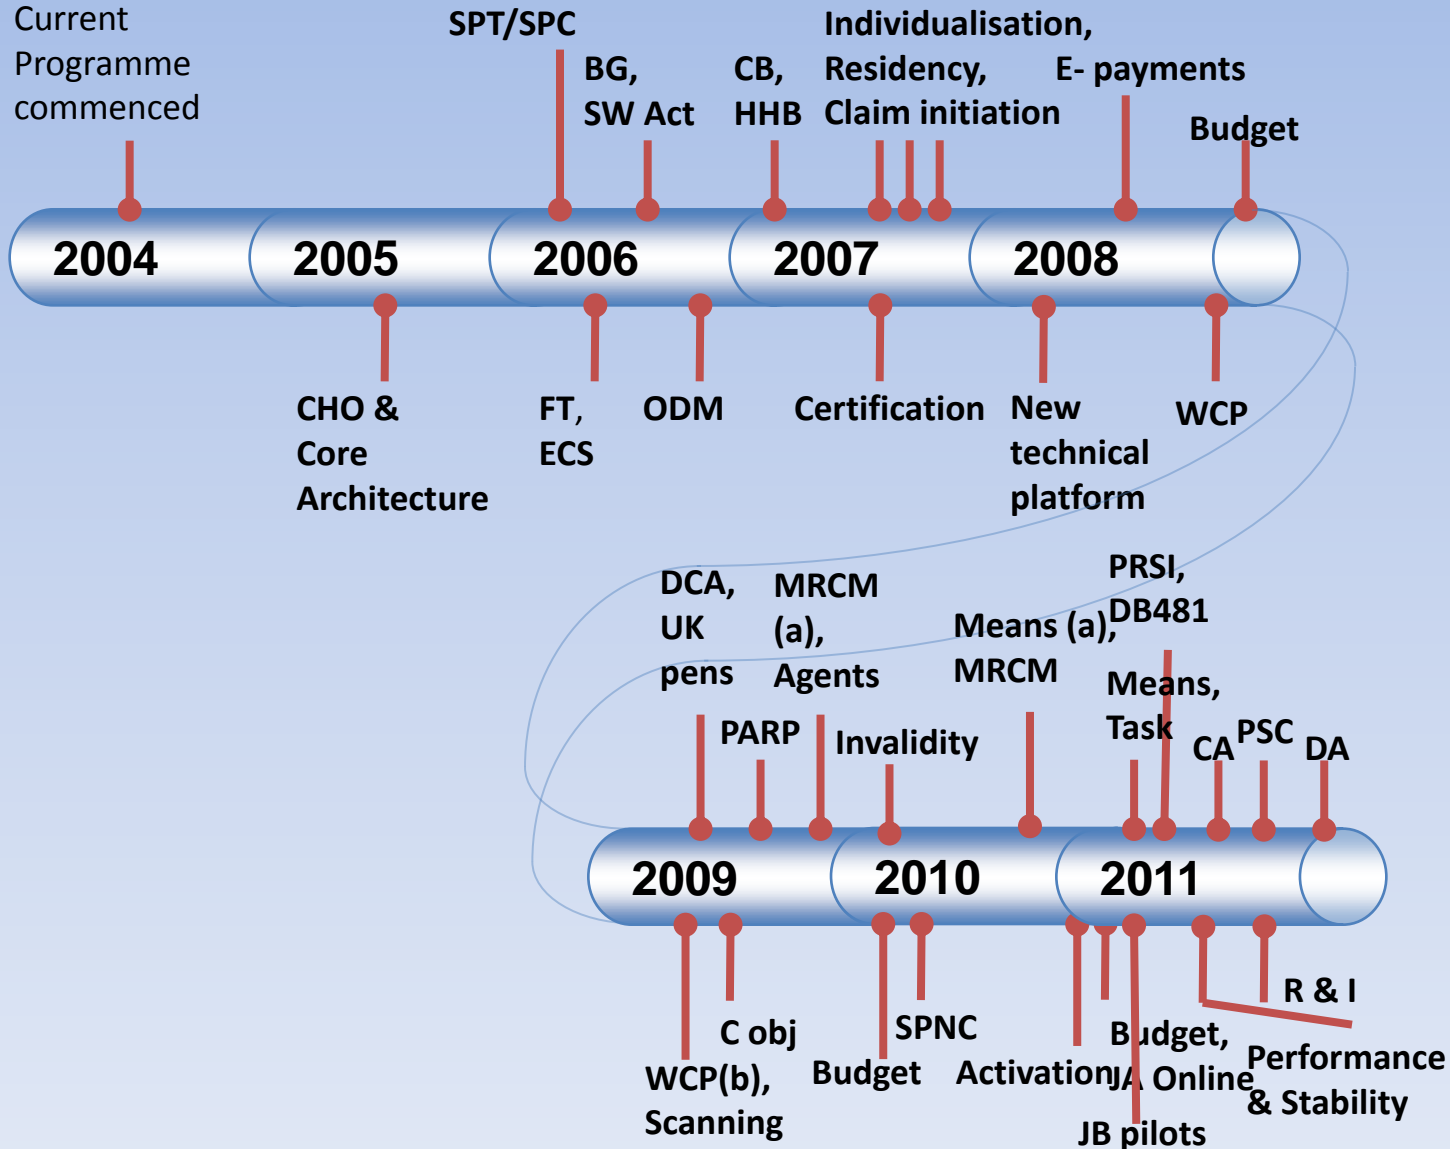 Current
Programme
commenced
SPT/SPC
BG,
SW Act
CB,
HHB
Individualisation,
Residency,
Claim initiation
E- payments
Budget
2004
2005
2006
2007
2008
CHO &
Core
Architecture
FT,
ECS
ODM
Certification
New
technical
platform
WCP
DCA,
UK
pens
PARP
MRCM
(a),
Agents
Invalidity
Means (a),
MRCM
PRSI,
DB481
Means,
Task
CA
PSC
DA
2009
2010
2011
WCP(b),
Scanning
C obj
Budget
SPNC
Activation
Budget,
JA Online
JB pilots
R & I
Performance
& Stability